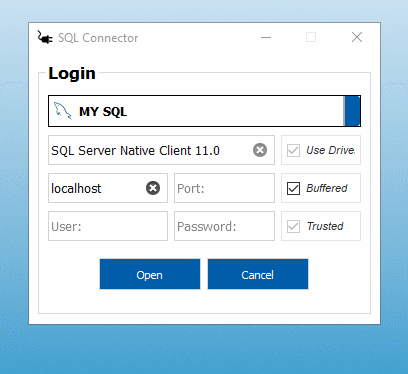 SQL Connector
Login
MY SQL
SQL Server Native Client 11.0
Use Drive
localhost
Port:
Buffered
User:
Password:
Trusted
Open
Cancel